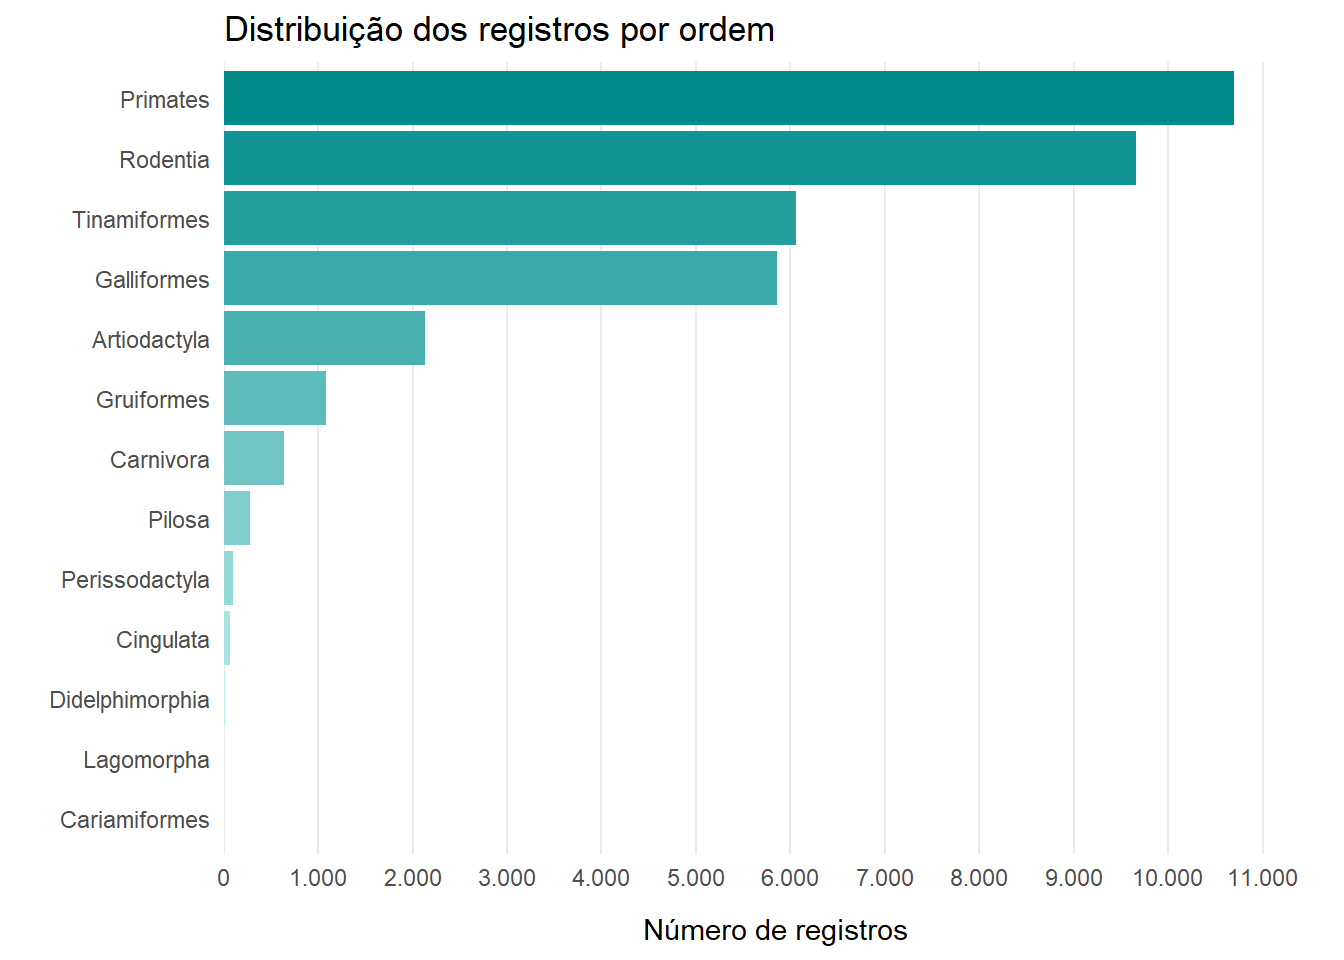 Distribuição dos registros por ordem
Primates
Rodentia
Tinamiformes
Galliformes
Artiodactyla
Gruiformes
Carnivora
Pilosa
Perissodactyla
Cingulata
Didelphimorphia
Lagomorpha
Cariamiformes
0 1.000 2.000 3.000 4.000 5.000 6.000 7.000 8.000 9.000 10.000 11.000
Número de registros